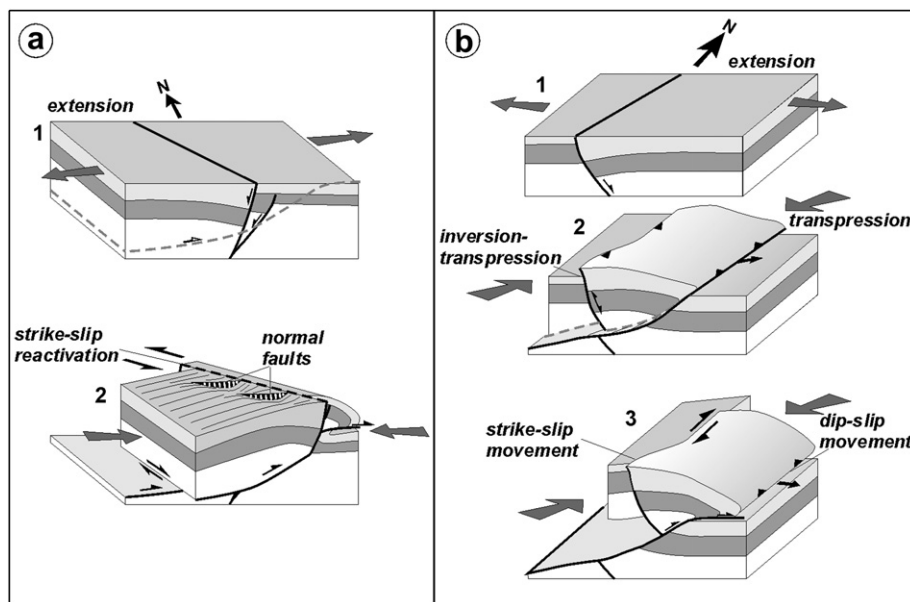 a
N
extension
1
strike-slip
reactivation
normal
faults
2
b
N
extension
1
2
transpression
inversion-
transpression
3
strike-slip
movement
dip-slip
movement